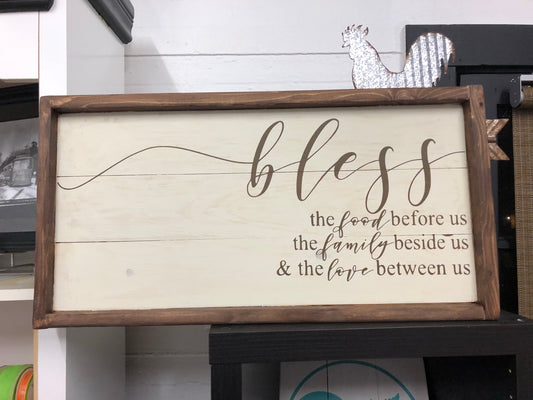 bless
the food before us
the family beside us
& the love between us